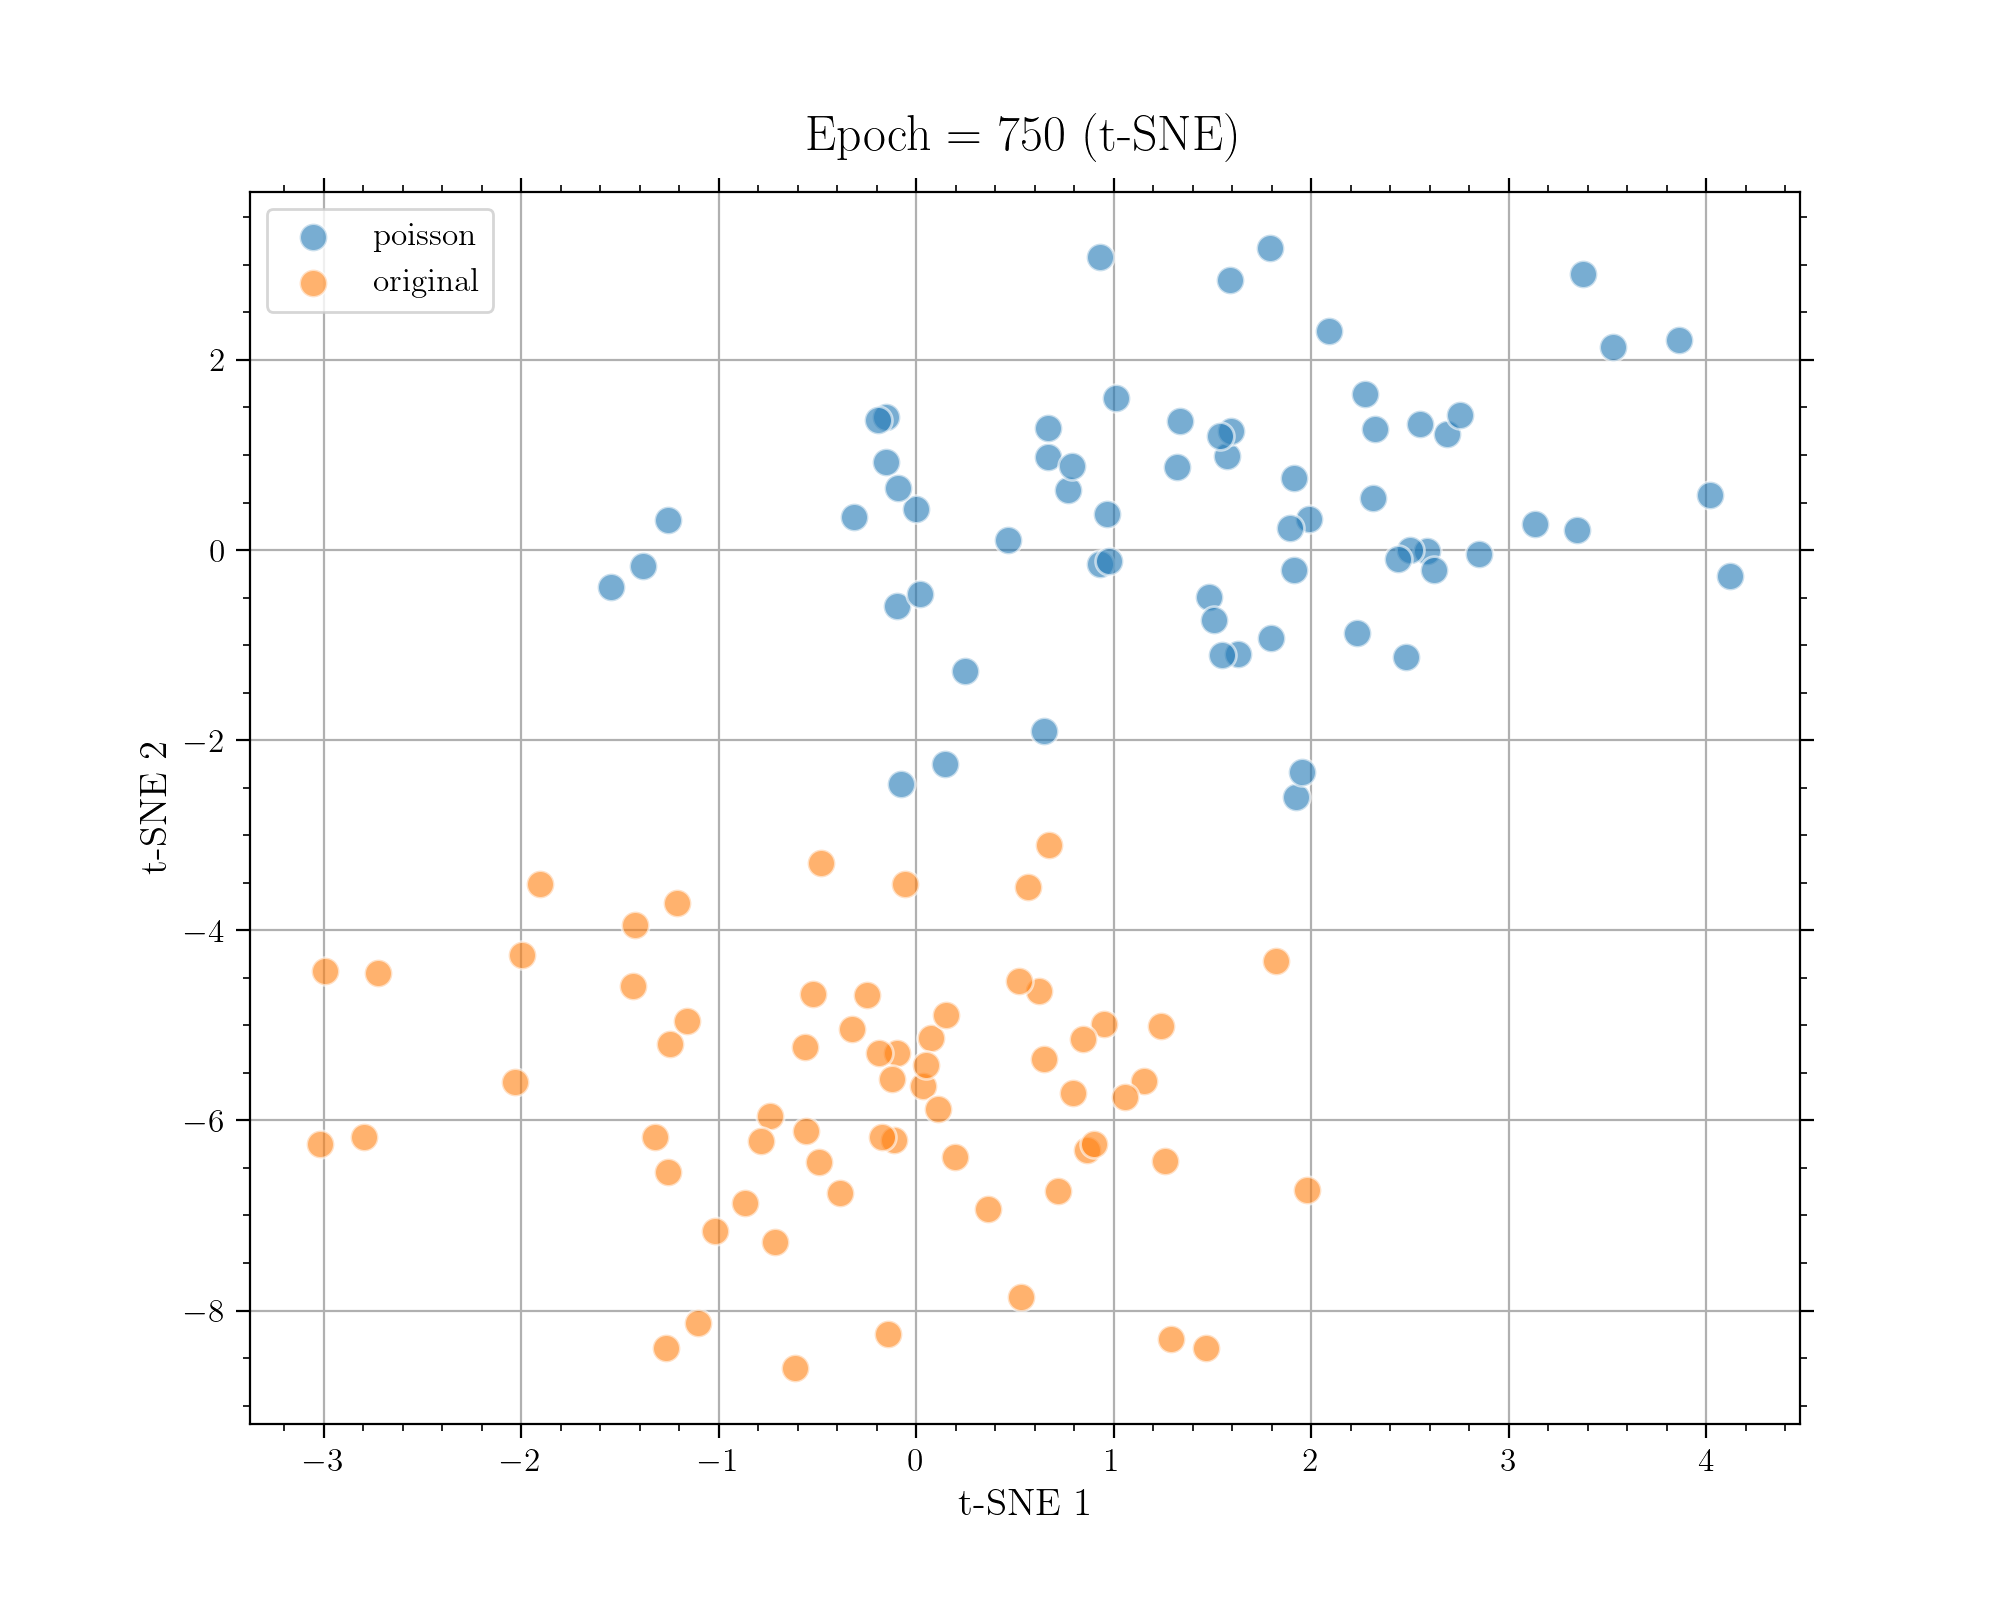 Epoch = 750 (t-SNE)
poisson
original
2
0
−2
−4
−6
−8
t-SNE 2
−3 −2 −1 0 1 2 3 4
t-SNE 1